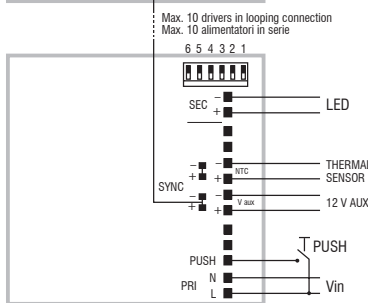 Max. 10 drivers in looping connection
Max. 10 alimentatori in serie
6 5 4 3 2 1
SEC
−
+
LED
−
+
SYNC
−
+
−
+
NTC
THERMAL
SENSOR
−
+
V aux
12 V AUX
PUSH
PUSH
PRI
N
L
Vin